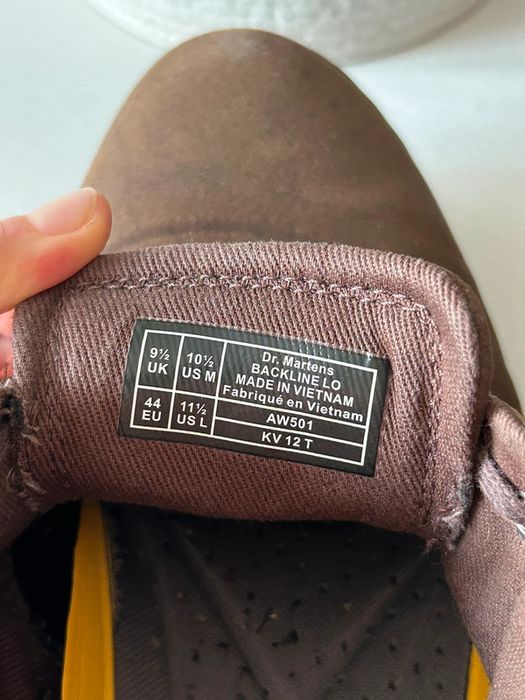 9½ UK
10½ US M
44 EU
11½ US L
Dr. Martens
BACKLINE LO
MADE IN VIETNAM
Fabriqué en Vietnam
AW501
KV 12 T